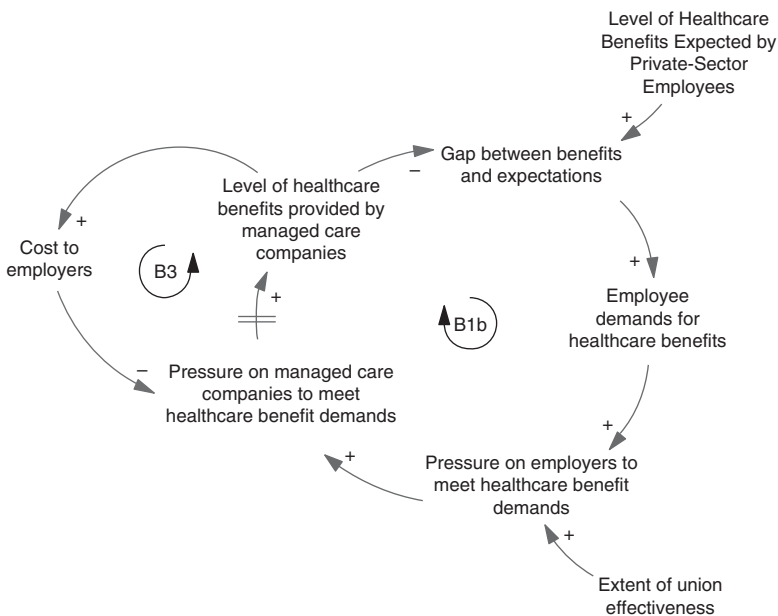 Level of Healthcare
Benefits Expected by
Private-Sector
Employees
+
Gap between benefits
and expectations
–
Level of healthcare
benefits provided by
managed care
companies
+
Cost to
employers
B3
+
+
Employee
demands for
healthcare benefits
B1b
–
Pressure on managed care
companies to meet
healthcare benefit demands
+
+
Pressure on employers to
meet healthcare benefit
demands
+
Extent of union
effectiveness